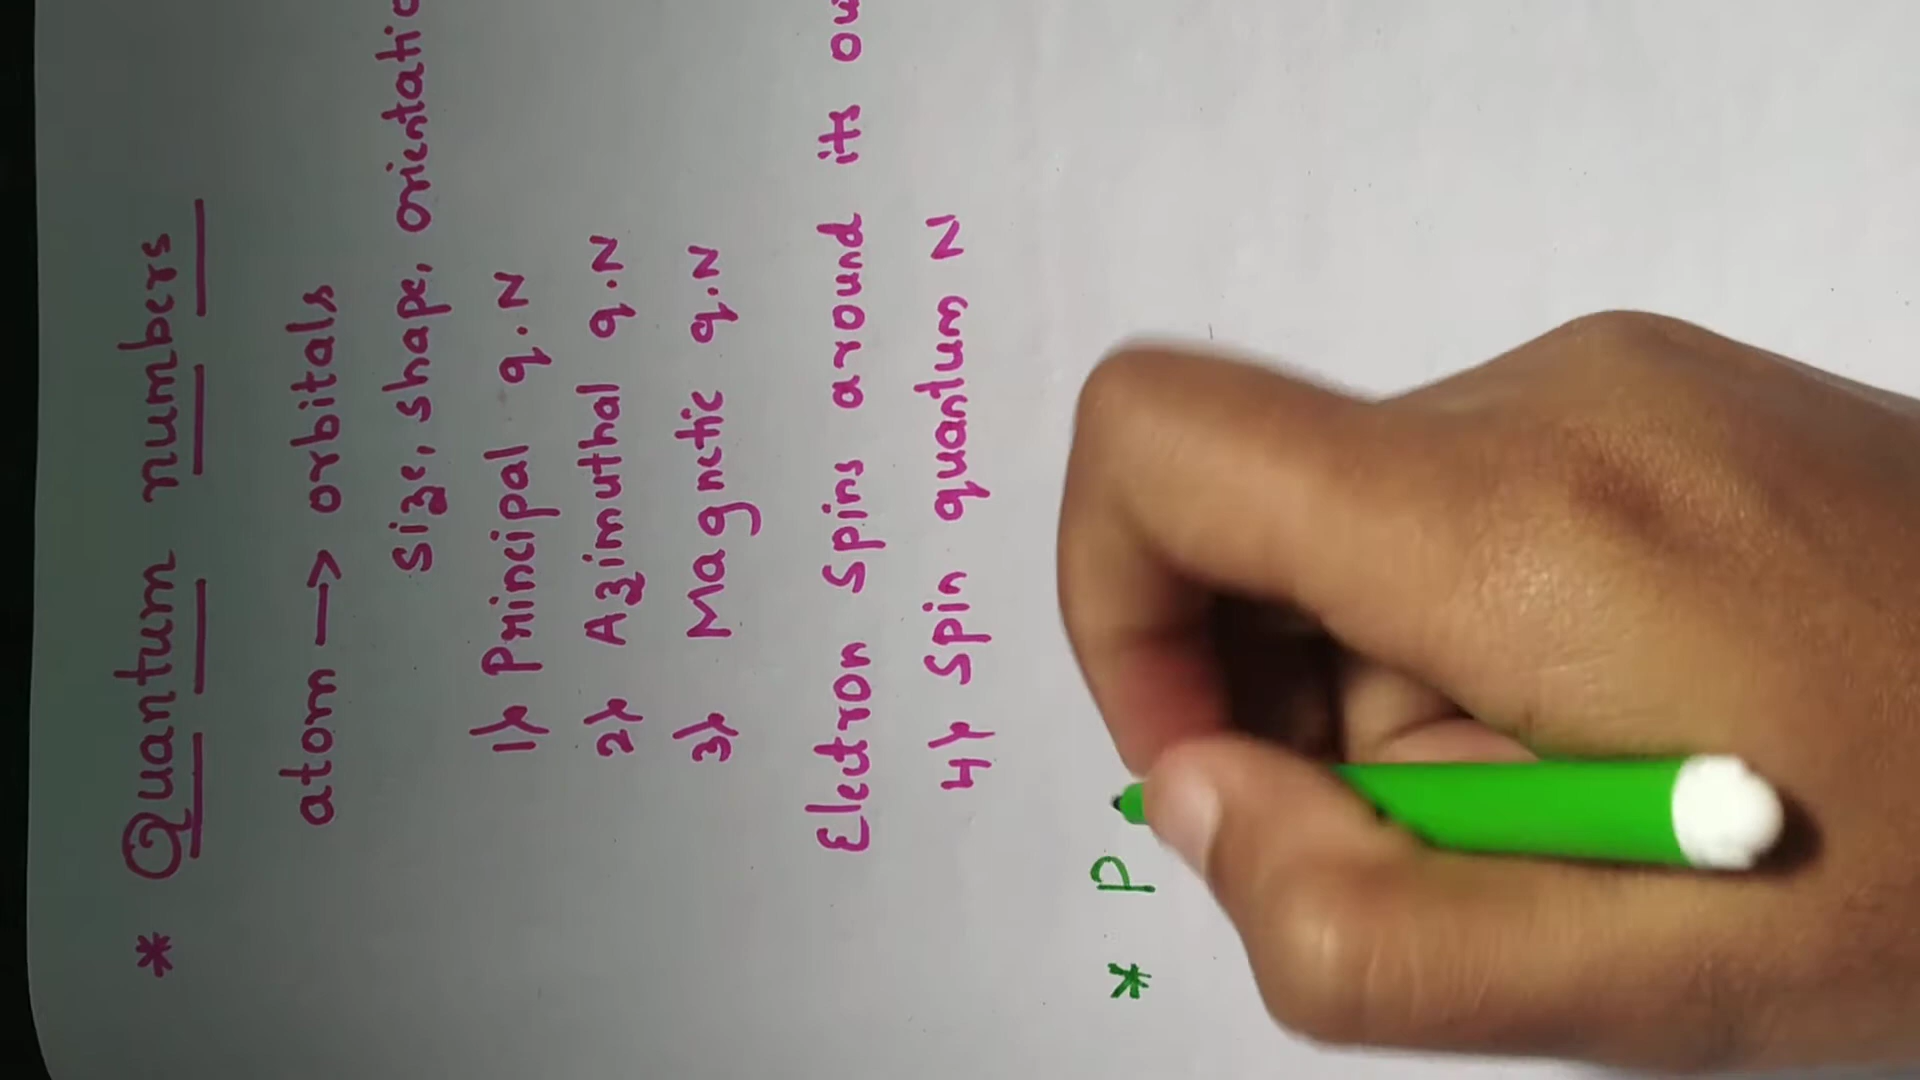 * Quantum numbers
atom → orbitals
size, shape, orientatio
1} Principal q.N
2} Azimuthal q.N
3} Magnetic q.N
Electron spins around its ow
4} Spin quantum N
* P